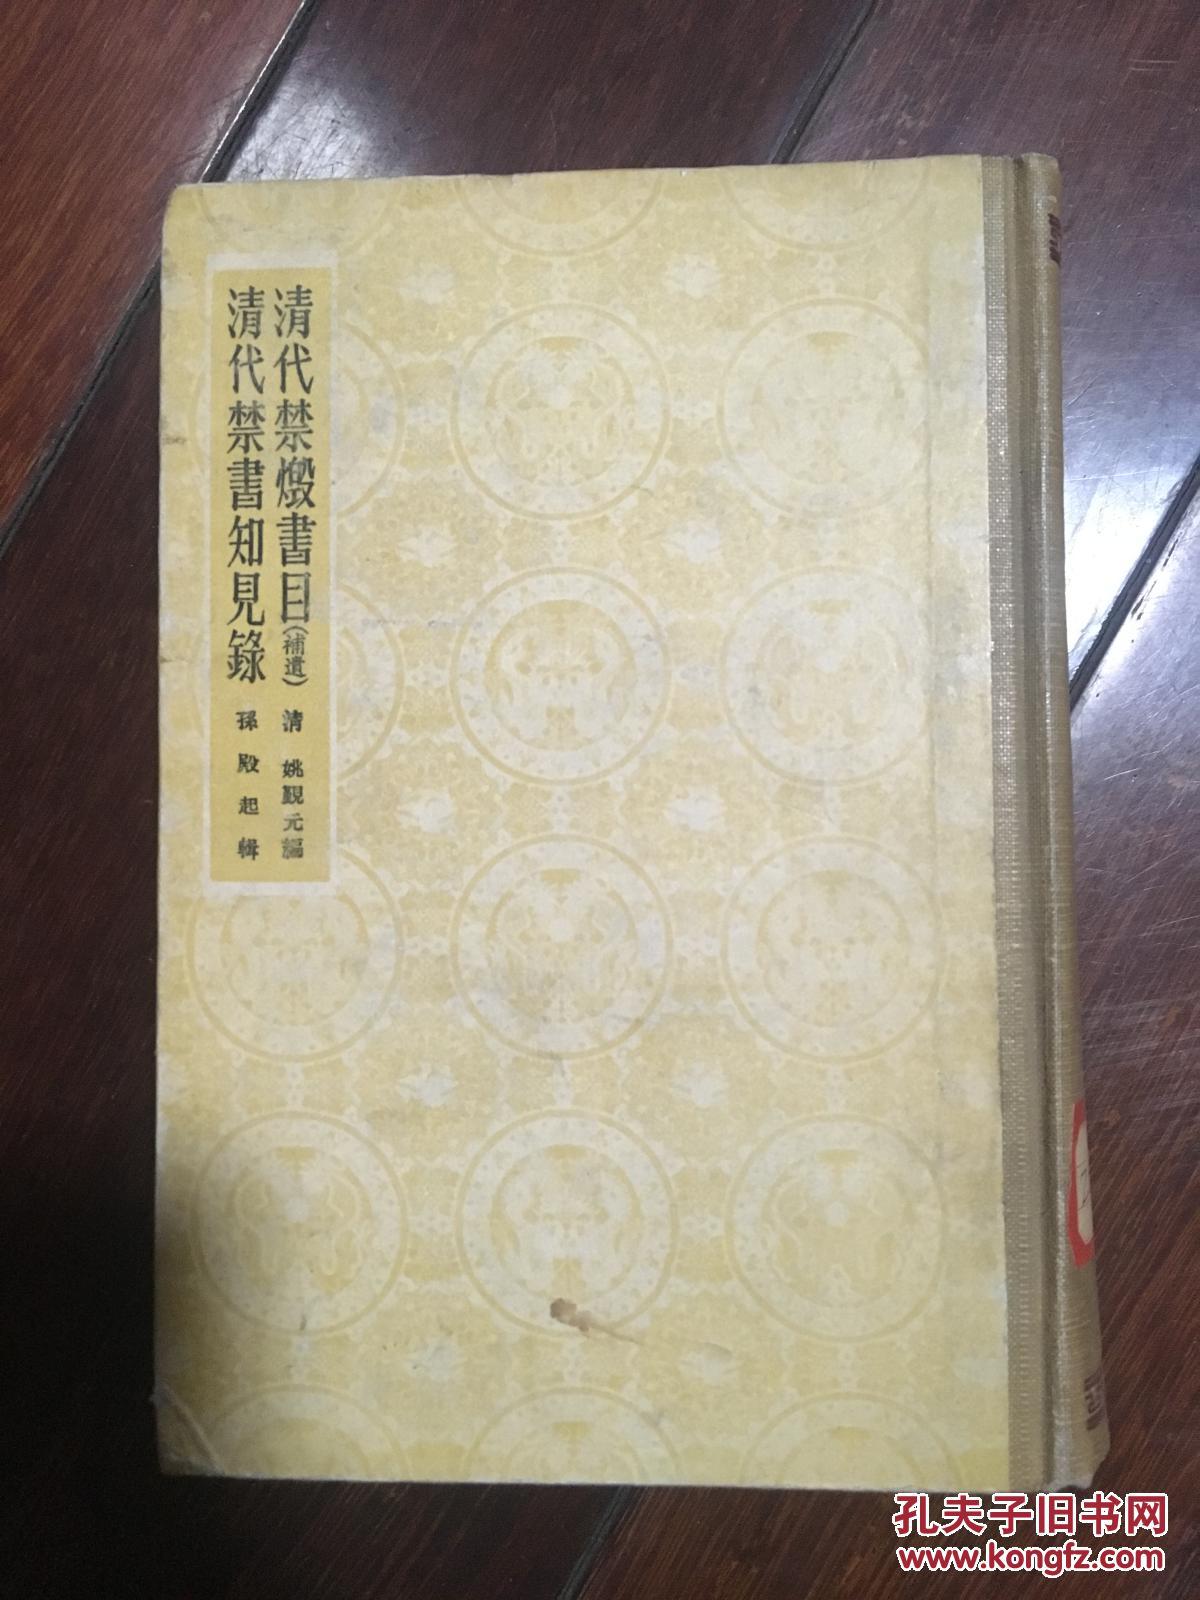 清代禁燬書目(補遺) 清 姚覲元編
清代禁書知見錄 孫殿起輯
孔夫子旧书网
www.kongfz.com